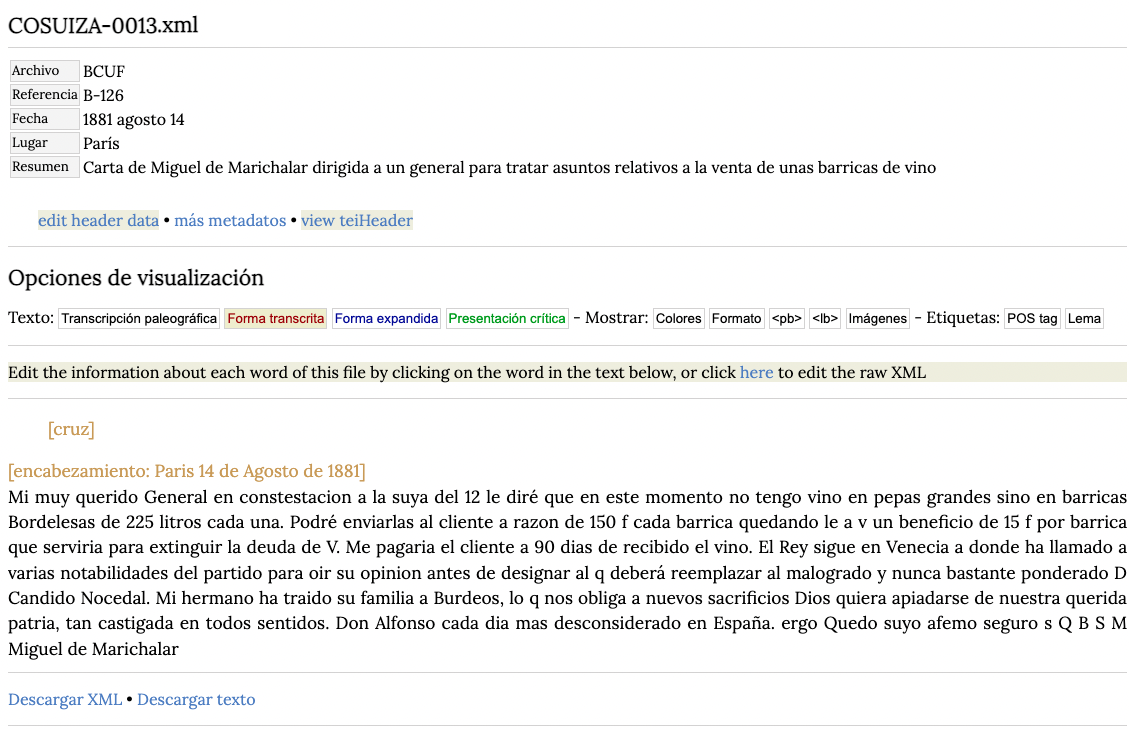 COSUIZA-0013.xml
Archivo BCUF
Referencia B-126
Fecha 1881 agosto 14
Lugar París
Resumen Carta de Miguel de Marichalar dirigida a un general para tratar asuntos relativos a la venta de unas barricas de vino
edit header data • más metadatos • view teiHeader
Opciones de visualización
Texto: Transcripción paleográfica Forma transcrita Forma expandida Presentación crítica - Mostrar: Colores Formato <pb> <lb> Imágenes - Etiquetas: POS tag Lema
Edit the information about each word of this file by clicking on the word in the text below, or click here to edit the raw XML
[cruz]
[encabezamiento: Paris 14 de Agosto de 1881]
Mi muy querido General en constestacion a la suya del 12 le diré que en este momento no tengo vino en pepas grandes sino en barricas
Bordelesas de 225 litros cada una. Podré enviarlas al cliente a razon de 150 f cada barrica quedando le a v un beneficio de 15 f por barrica
que serviria para extinguir la deuda de V. Me pagaria el cliente a 90 dias de recibido el vino. El Rey sigue en Venecia a donde ha llamado a
varias notabilidades del partido para oir su opinion antes de designar al q deberá reemplazar al malogrado y nunca bastante ponderado D
Candido Nocedal. Mi hermano ha traido su familia a Burdeos, lo q nos obliga a nuevos sacrificios Dios quiera apiadarse de nuestra querida
patria, tan castigada en todos sentidos. Don Alfonso cada dia mas desconsiderado en España. ergo Quedo suyo afemo seguro s Q B S M
Miguel de Marichalar
Descargar XML • Descargar texto